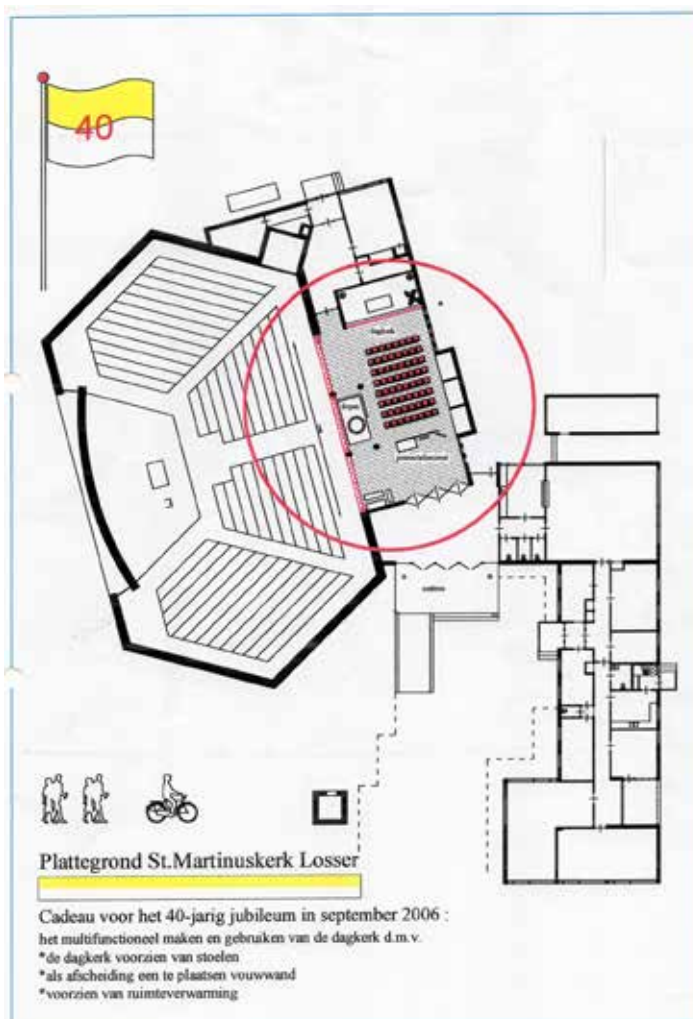 40
Plattegrond St.Martinuskerk Losser
Cadeau voor het 40-jarig jubileum in september 2006 :
het multifunctioneel maken en gebruiken van de dagkerk d.m.v.
*de dagkerk voorzien van stoelen
*als afscheiding een te plaatsen vouwwand
*voorzien van ruimteverwarming